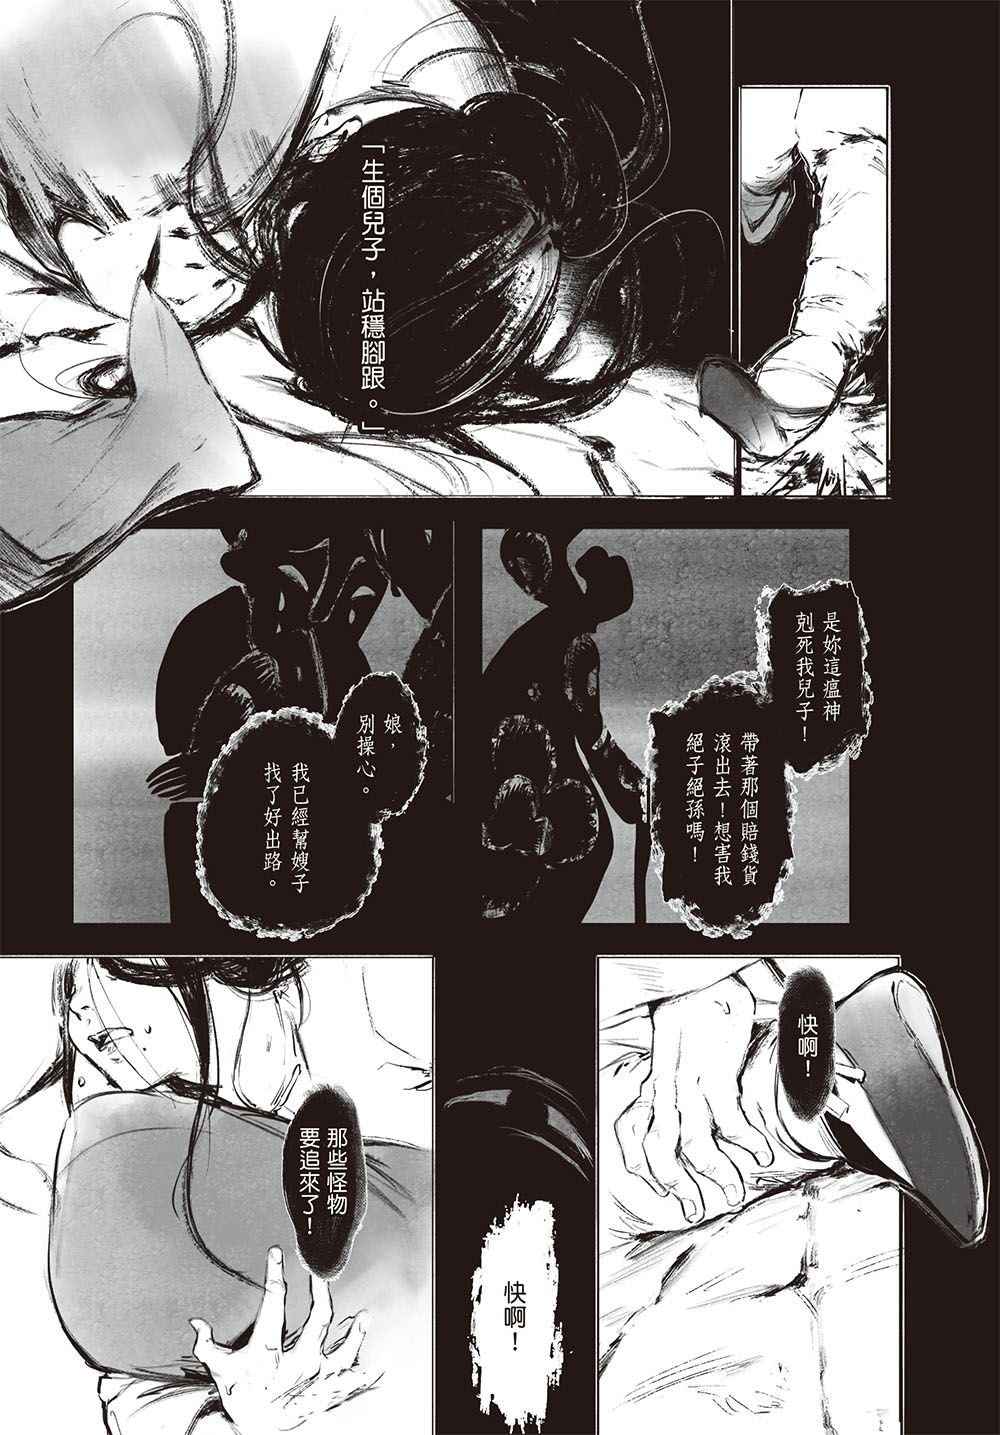 「生個兒子，站穩腳跟。」
是妳這瘟神
剋死我兒子！
帶著那個賠錢貨
滾出去！想害我
絕子絕孫嗎！
娘，
別操心。
我已經幫嫂子
找了好出路。
快啊！
快啊！
那些怪物
要追來了！